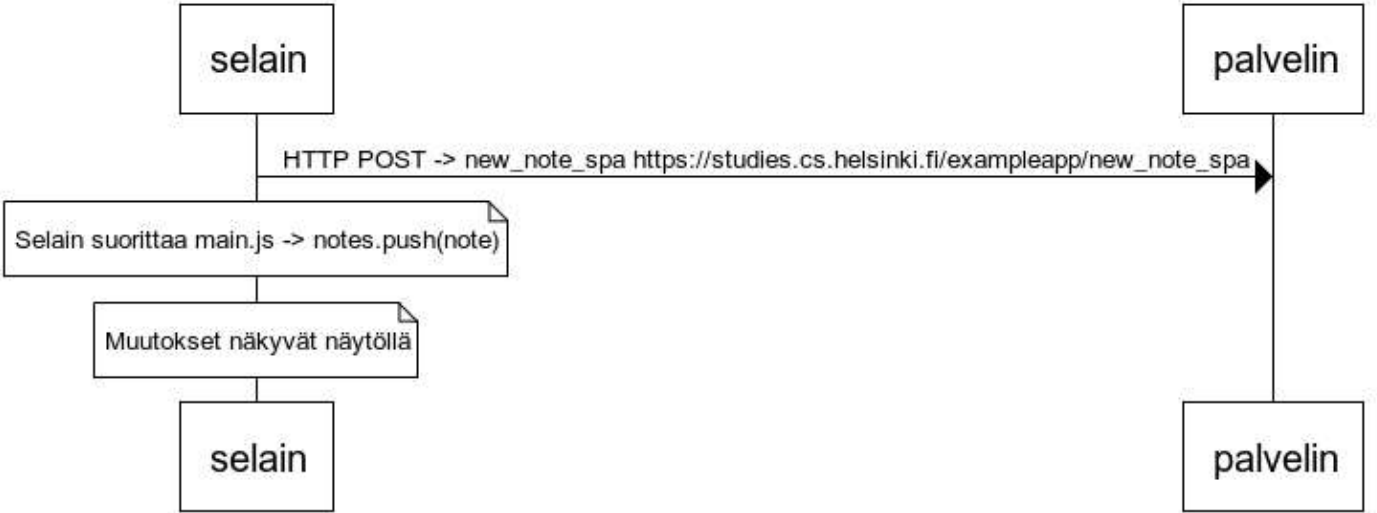 selain
palvelin
HTTP POST -> new_note_spa https://studies.cs.helsinki.fi/exampleapp/new_note_spa
Selain suorittaa main.js -> notes.push(note)
Muutokset näkyvät näytöllä
selain
palvelin